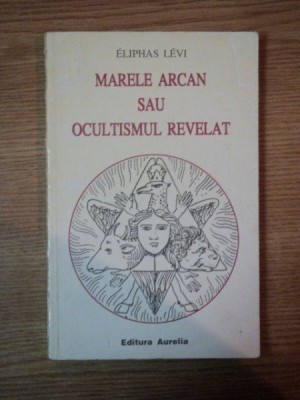 ÉLIPHAS LÉVI
MARELE ARCAN
SAU
OCULTISMUL REVELAT
Editura Aurelia